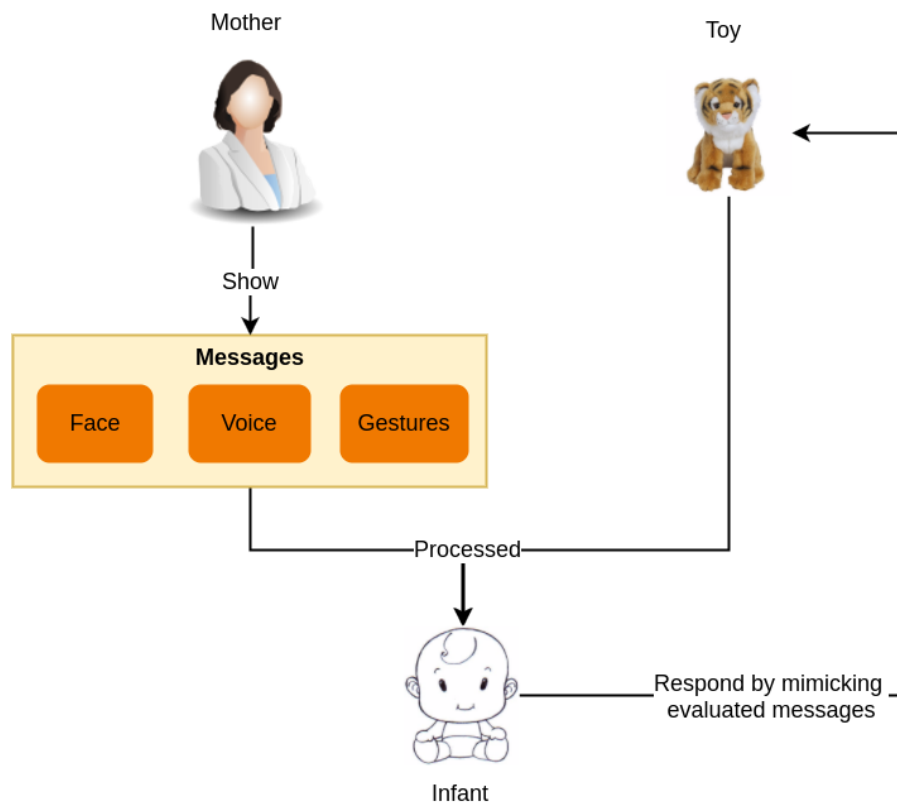 Mother
Toy
Show
Messages
Face
Voice
Gestures
Processed
Respond by mimicking
evaluated messages
Infant